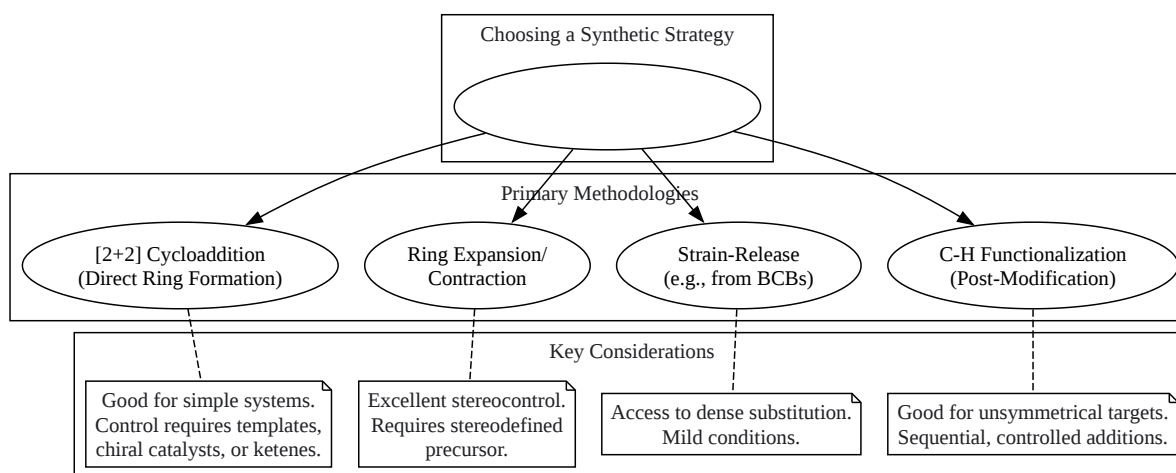 Choosing a Synthetic Strategy
Primary Methodologies
[2+2] Cycloaddition
(Direct Ring Formation)
Ring Expansion/
Contraction
Strain-Release
(e.g., from BCBs)
C-H Functionalization
(Post-Modification)
Key Considerations
Good for simple systems.
Control requires templates,
chiral catalysts, or ketenes.
Excellent stereocontrol.
Requires stereodefined
precursor.
Access to dense substitution.
Mild conditions.
Good for unsymmetrical targets.
Sequential, controlled additions.